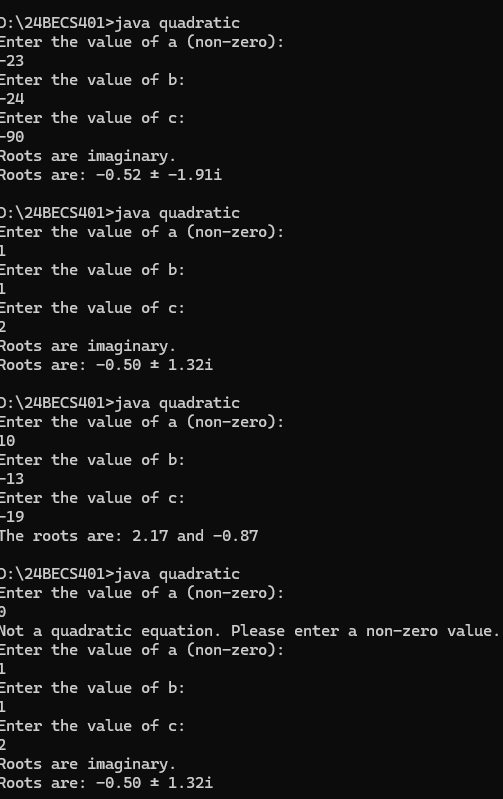 D:\24BECS401>java quadratic
Enter the value of a (non-zero):
-23
Enter the value of b:
-24
Enter the value of c:
-90
Roots are imaginary.
Roots are: -0.52 ± -1.91i
D:\24BECS401>java quadratic
Enter the value of a (non-zero):
1
Enter the value of b:
1
Enter the value of c:
2
Roots are imaginary.
Roots are: -0.50 ± 1.32i
D:\24BECS401>java quadratic
Enter the value of a (non-zero):
10
Enter the value of b:
-13
Enter the value of c:
-19
The roots are: 2.17 and -0.87
D:\24BECS401>java quadratic
Enter the value of a (non-zero):
0
Not a quadratic equation. Please enter a non-zero value.
Enter the value of a (non-zero):
1
Enter the value of b:
1
Enter the value of c:
2
Roots are imaginary.
Roots are: -0.50 ± 1.32i